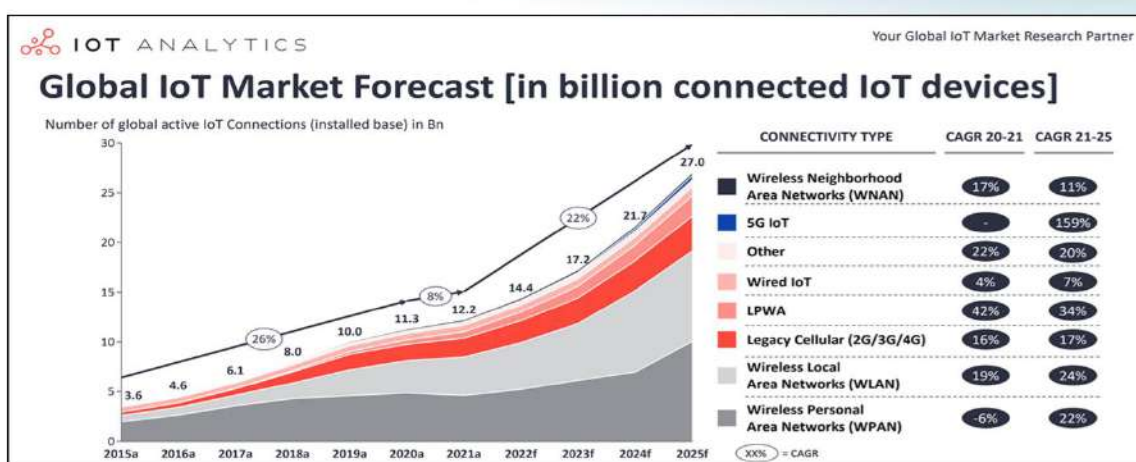 IOT ANALYTICS
Your Global IoT Market Research Partner
Global IoT Market Forecast [in billion connected IoT devices]
Number of global active IoT Connections (installed base) in Bn
30
25
20
15
10
5
0
3.6
4.6
6.1
8.0
10.0
11.3
12.2
14.4
17.2
21.7
27.0
26%
8%
22%
2015a 2016a 2017a 2018a 2019a 2020a 2021a 2022f 2023f 2024f 2025f
CONNECTIVITY TYPE CAGR 20-21 CAGR 21-25
Wireless Neighborhood
Area Networks (WNAN) 17% 11%
5G IoT - 159%
Other 22% 20%
Wired IoT 4% 7%
LPWA 42% 34%
Legacy Cellular (2G/3G/4G) 16% 17%
Wireless Local
Area Networks (WLAN) 19% 24%
Wireless Personal
Area Networks (WPAN) -6% 22%
XX% = CAGR